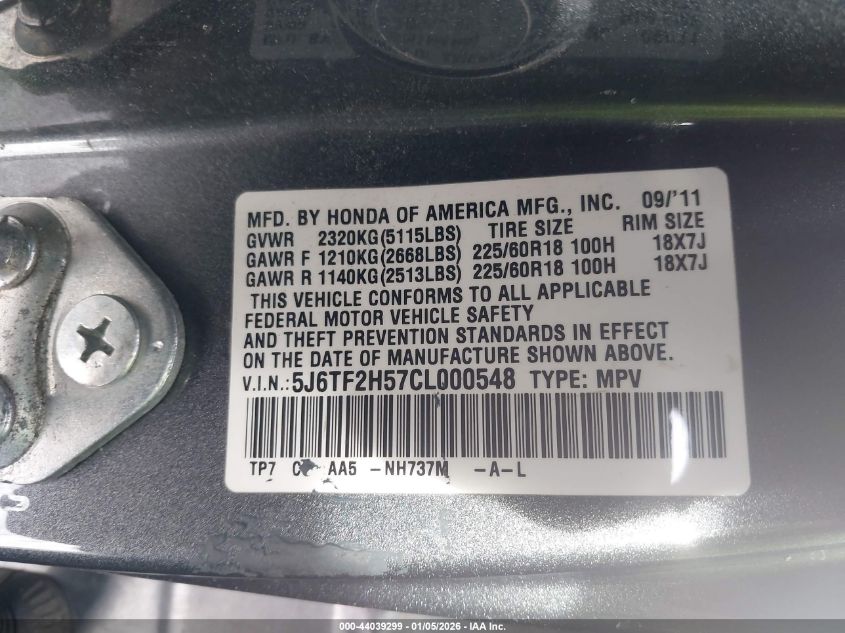 MFD. BY HONDA OF AMERICA MFG., INC. 09/'11
GVWR 2320KG(5115LBS) TIRE SIZE RIM SIZE
GAWR F 1210KG(2668LBS) 225/60R18 100H 18X7J
GAWR R 1140KG(2513LBS) 225/60R18 100H 18X7J
THIS VEHICLE CONFORMS TO ALL APPLICABLE
FEDERAL MOTOR VEHICLE SAFETY
AND THEFT PREVENTION STANDARDS IN EFFECT
ON THE DATE OF MANUFACTURE SHOWN ABOVE.
V.I.N.: 5J6TF2H57CL000548 TYPE: MPV
TP7 AA5 -NH737M -A-L
000-44039299 - 01/05/2026 - IAA Inc.